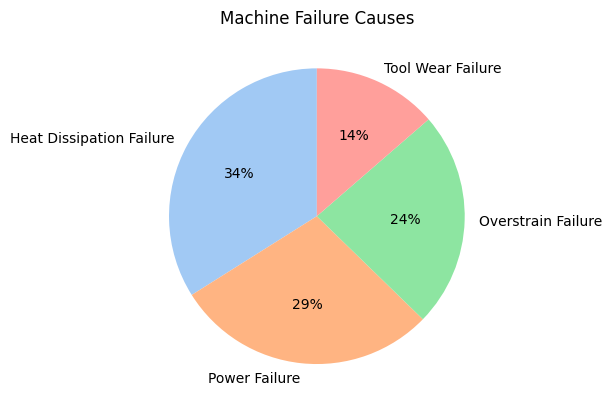 Machine Failure Causes
Tool Wear Failure
14%
Heat Dissipation Failure
34%
24%
Overstrain Failure
29%
Power Failure